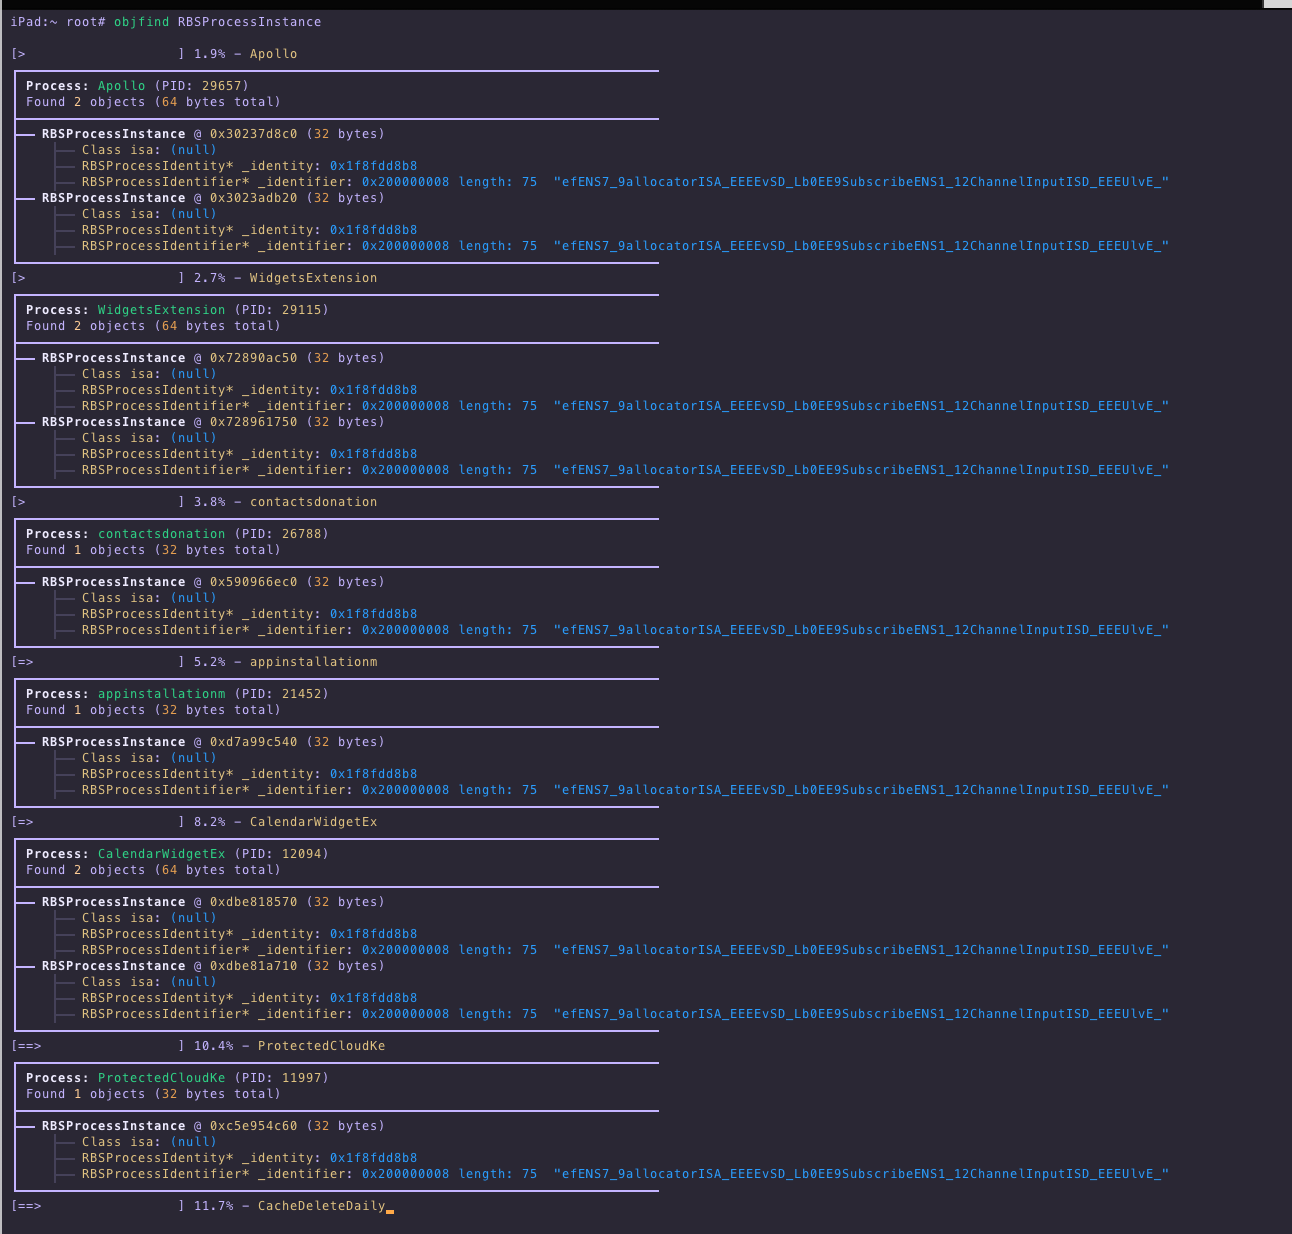 iPad:~ root# objfind RBSProcessInstance
[>                   ] 1.9% - Apollo
Process: Apollo (PID: 29657)
Found 2 objects (64 bytes total)
RBSProcessInstance @ 0x30237d8c0 (32 bytes)
Class isa: (null)
RBSProcessIdentity* _identity: 0x1f8fdd8b8
RBSProcessIdentifier* _identifier: 0x200000008 length: 75  "efENS7_9allocatorISA_EEEEvSD_Lb0EE9SubscribeENS1_12ChannelInputISD_EEEUlvE_"
RBSProcessInstance @ 0x3023adb20 (32 bytes)
Class isa: (null)
RBSProcessIdentity* _identity: 0x1f8fdd8b8
RBSProcessIdentifier* _identifier: 0x200000008 length: 75  "efENS7_9allocatorISA_EEEEvSD_Lb0EE9SubscribeENS1_12ChannelInputISD_EEEUlvE_"
[>                   ] 2.7% - WidgetsExtension
Process: WidgetsExtension (PID: 29115)
Found 2 objects (64 bytes total)
RBSProcessInstance @ 0x72890ac50 (32 bytes)
Class isa: (null)
RBSProcessIdentity* _identity: 0x1f8fdd8b8
RBSProcessIdentifier* _identifier: 0x200000008 length: 75  "efENS7_9allocatorISA_EEEEvSD_Lb0EE9SubscribeENS1_12ChannelInputISD_EEEUlvE_"
RBSProcessInstance @ 0x728961750 (32 bytes)
Class isa: (null)
RBSProcessIdentity* _identity: 0x1f8fdd8b8
RBSProcessIdentifier* _identifier: 0x200000008 length: 75  "efENS7_9allocatorISA_EEEEvSD_Lb0EE9SubscribeENS1_12ChannelInputISD_EEEUlvE_"
[>                   ] 3.8% - contactsdonation
Process: contactsdonation (PID: 26788)
Found 1 objects (32 bytes total)
RBSProcessInstance @ 0x590966ec0 (32 bytes)
Class isa: (null)
RBSProcessIdentity* _identity: 0x1f8fdd8b8
RBSProcessIdentifier* _identifier: 0x200000008 length: 75  "efENS7_9allocatorISA_EEEEvSD_Lb0EE9SubscribeENS1_12ChannelInputISD_EEEUlvE_"
[=>                  ] 5.2% - appinstallationm
Process: appinstallationm (PID: 21452)
Found 1 objects (32 bytes total)
RBSProcessInstance @ 0xd7a99c540 (32 bytes)
Class isa: (null)
RBSProcessIdentity* _identity: 0x1f8fdd8b8
RBSProcessIdentifier* _identifier: 0x200000008 length: 75  "efENS7_9allocatorISA_EEEEvSD_Lb0EE9SubscribeENS1_12ChannelInputISD_EEEUlvE_"
[=>                  ] 8.2% - CalendarWidgetEx
Process: CalendarWidgetEx (PID: 12094)
Found 2 objects (64 bytes total)
RBSProcessInstance @ 0xdbe818570 (32 bytes)
Class isa: (null)
RBSProcessIdentity* _identity: 0x1f8fdd8b8
RBSProcessIdentifier* _identifier: 0x200000008 length: 75  "efENS7_9allocatorISA_EEEEvSD_Lb0EE9SubscribeENS1_12ChannelInputISD_EEEUlvE_"
RBSProcessInstance @ 0xdbe81a710 (32 bytes)
Class isa: (null)
RBSProcessIdentity* _identity: 0x1f8fdd8b8
RBSProcessIdentifier* _identifier: 0x200000008 length: 75  "efENS7_9allocatorISA_EEEEvSD_Lb0EE9SubscribeENS1_12ChannelInputISD_EEEUlvE_"
[==>                 ] 10.4% - ProtectedCloudKe
Process: ProtectedCloudKe (PID: 11997)
Found 1 objects (32 bytes total)
RBSProcessInstance @ 0xc5e954c60 (32 bytes)
Class isa: (null)
RBSProcessIdentity* _identity: 0x1f8fdd8b8
RBSProcessIdentifier* _identifier: 0x200000008 length: 75  "efENS7_9allocatorISA_EEEEvSD_Lb0EE9SubscribeENS1_12ChannelInputISD_EEEUlvE_"
[==>                 ] 11.7% - CacheDeleteDaily